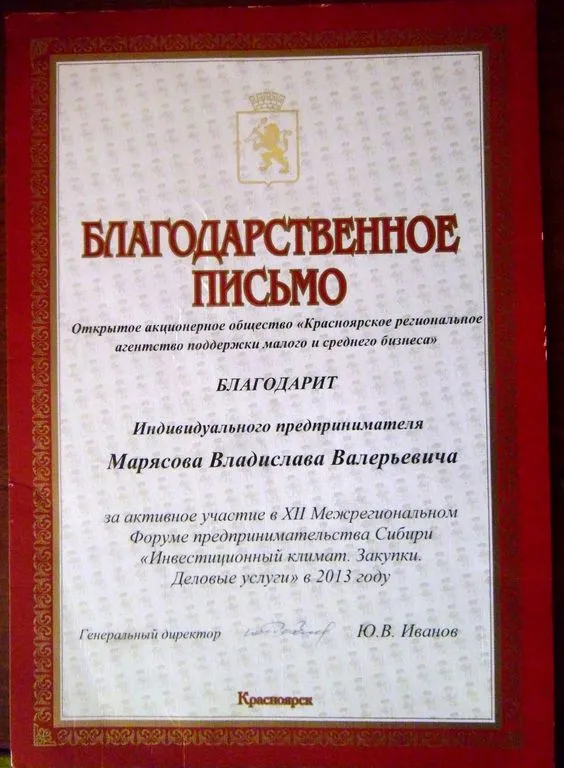 БЛАГОДАРСТВЕННОЕ
ПИСЬМО
Открытое акционерное общество «Красноярское региональное
агентство поддержки малого и среднего бизнеса»
БЛАГОДАРИТ
Индивидуального предпринимателя
Марясова Владислава Валерьевича
за активное участие в XII Межрегиональном
Форуме предпринимательства Сибири
«Инвестиционный климат. Закупки.
Деловые услуги» в 2013 году
Генеральный директор Ю.В. Иванов
Красноярск